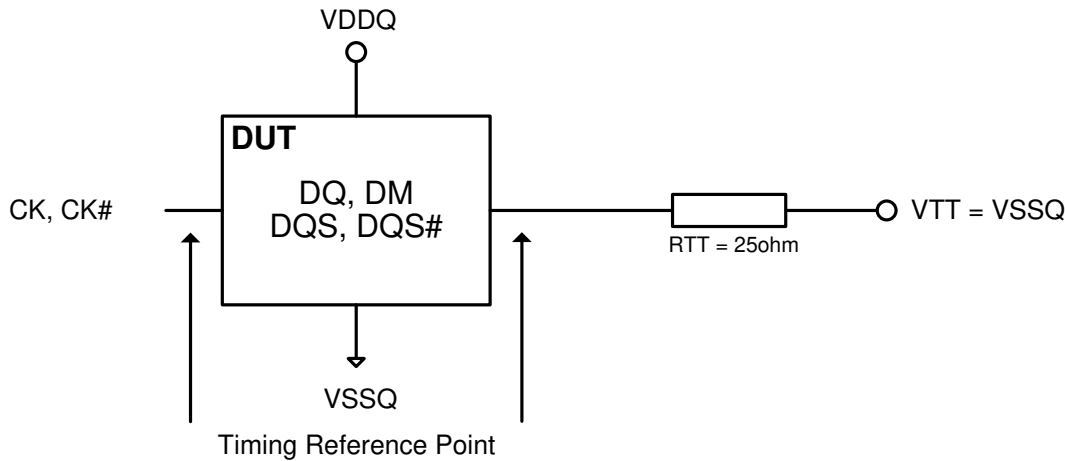 VDDQ
DUT
DQ, DM
DQS, DQS#
CK, CK#
VTT = VSSQ
RTT = 25ohm
VSSQ
Timing Reference Point